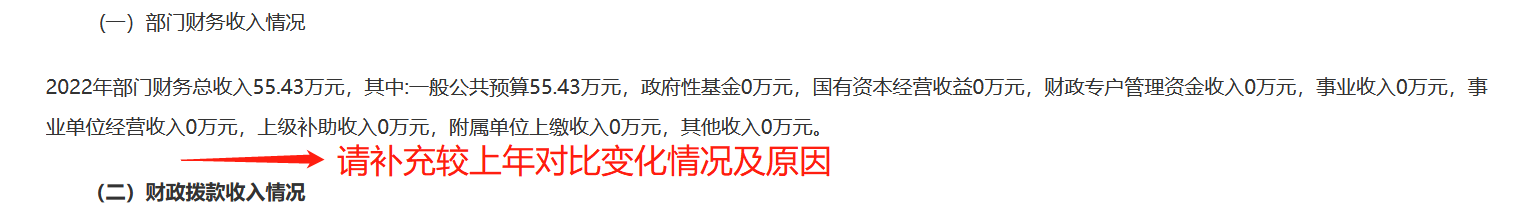 （一）部门财务收入情况
2022年部门财务总收入55.43万元，其中:一般公共预算55.43万元，政府性基金0万元，国有资本经营收益0万元，财政专户管理资金收入0万元，事业收入0万元，事
业单位经营收入0万元，上级补助收入0万元，附属单位上缴收入0万元，其他收入0万元。
请补充较上年对比变化情况及原因
（二）财政拨款收入情况